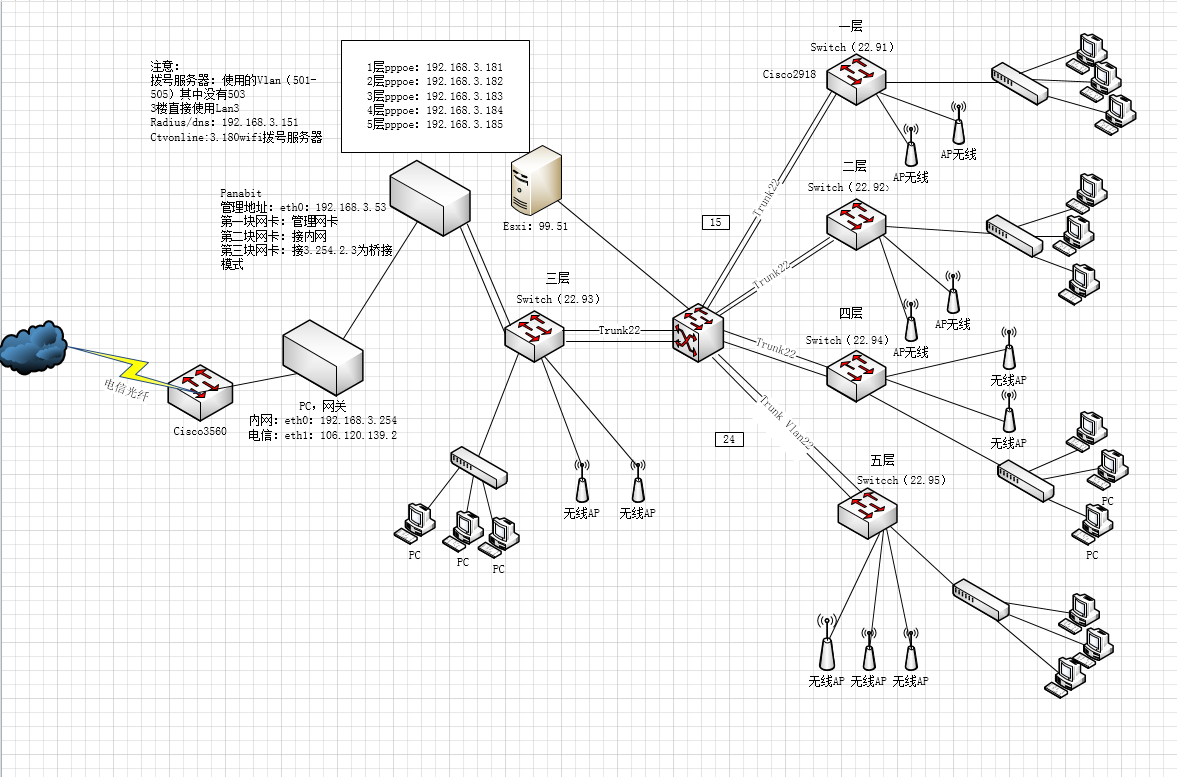 注意：
拨号服务器：使用的Vlan（501-
505）其中没有503
3楼直接使用Lan3
Radius/dns：192.168.3.151
Ctvonline:3.180wifi拨号服务器
1层pppoe：192.168.3.181
2层pppoe：192.168.3.182
3层pppoe：192.168.3.183
4层pppoe：192.168.3.184
5层pppoe：192.168.3.185
Panabit
管理地址：eth0：192.168.3.53
第一块网卡：管理网卡
第二块网卡：接内网
第三块网卡：接3.254.2.3为桥接
模式
Esxi：99.51
三层
Switch（22.93）
Trunk22
电信光纤
Cisco3560
PC，网关
内网：eth0：192.168.3.254
电信：eth1：106.120.139.2
PC
PC
PC
无线AP
无线AP
一层
Switch（22.91）
Cisco2918
AP无线
AP无线
Trunk22
15
二层
Switch（22.92）
Trunk22
AP无线
AP无线
四层
Switch（22.94）
Trunk22
无线AP
无线AP
PC
PC
Trunk Vlan22
24
五层
Switcch（22.95）
无线AP
无线AP
无线AP